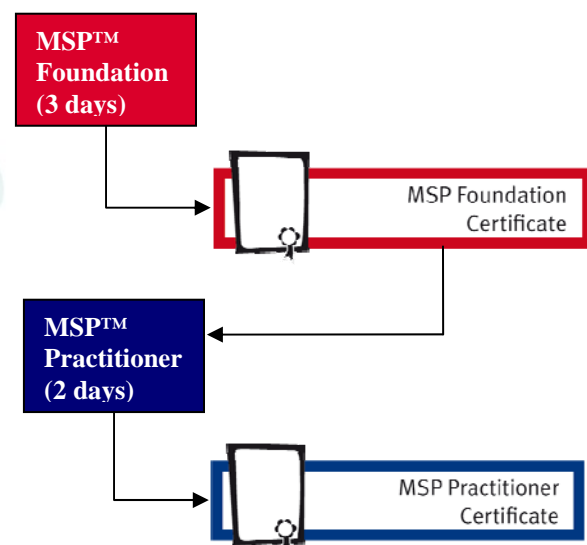 MSP™
Foundation
(3 days)
MSP Foundation
Certificate
MSP™
Practitioner
(2 days)
MSP Practitioner
Certificate